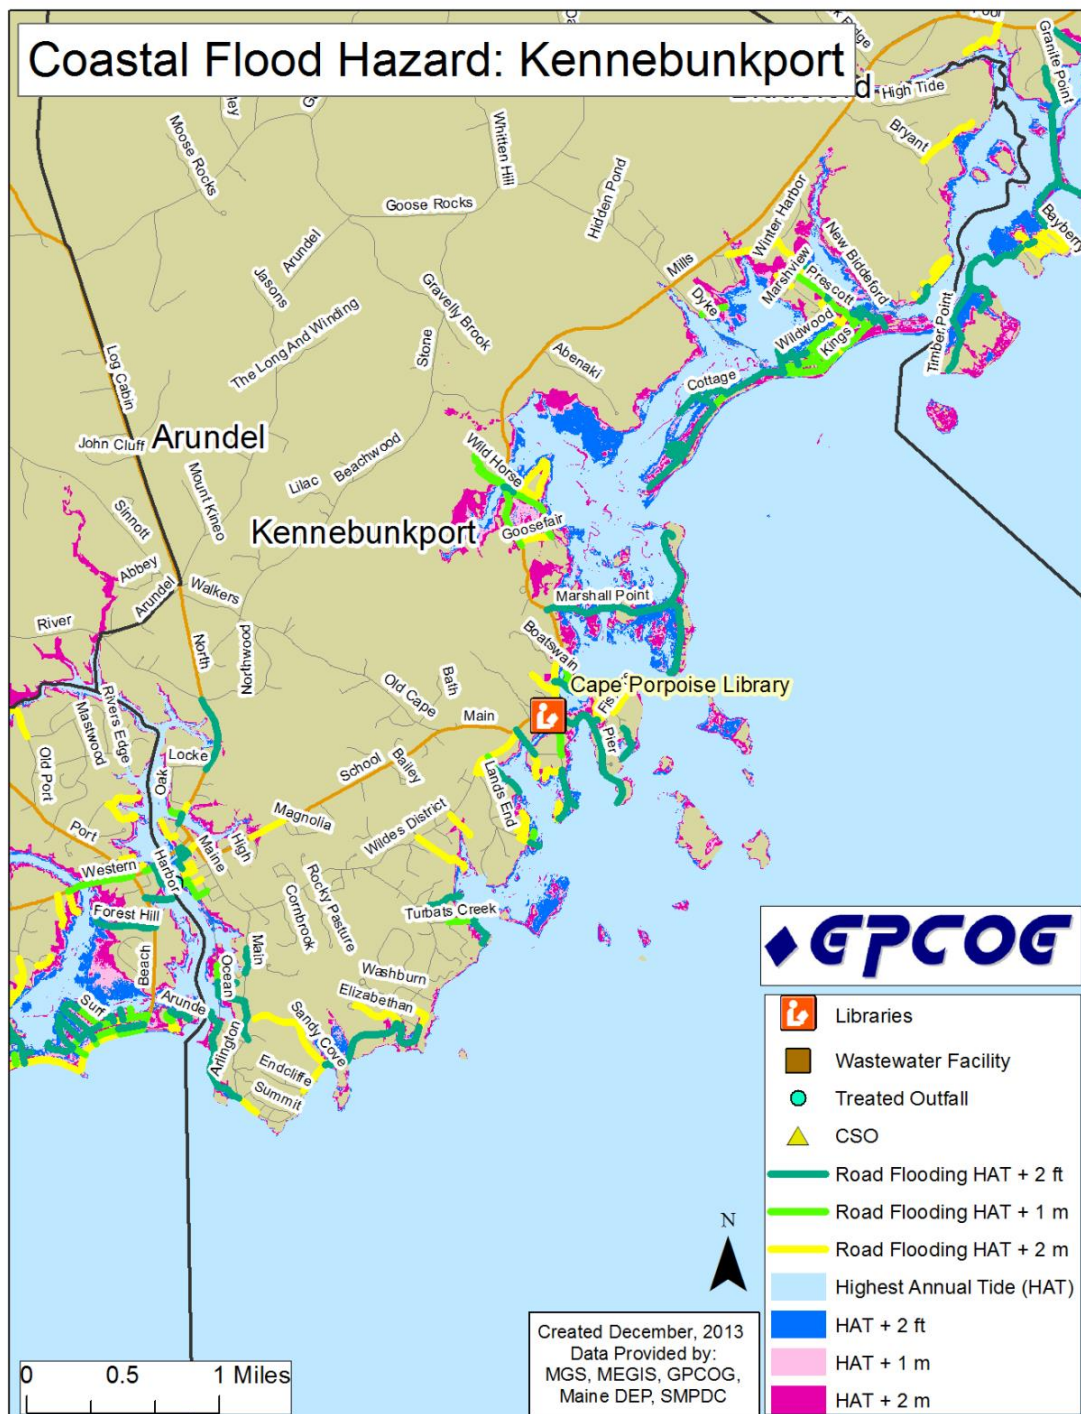 Coastal Flood Hazard: Kennebunkport
Pool
Granite Point
High Tide
Bryant
Moose Rocks
Whitten Hill
Goose Rocks
Hidden Pond
Winter Harbor
New Biddeford
Bayberry
Arundel
Jasons
Mills
Marshview
Prescott
Dyke
Gravelly Brook
Stone
The Long And Winding
Wildwood
Kings
Timber Point
Log Cabin
Abenaki
Cottage
John Cluff
Arundel
Beachwood
Lilac
Wild Horse
Mount Kineo
Sinnott
Kennebunkport
Goosefair
Abbey
Arundel
Walkers
Marshall Point
River
North
Northwood
Boatswain
Bath
Old Cape
Cape Porpoise Library
Rivers Edge
Mastwood
Main
Pier
Old Port
Locke
Oak
School
Bailey
Lands End
Magnolia
Port
Maine
High
Wildes District
Western
Harbor
Rocky Pasture
Cornbrook
Forest Hill
Turbats Creek
Main
Beach
Ocean
Washburn
Elizabethan
Surf
Arunde
Sandy Cove
Arlington
Endcliffe
Summit
GPCOG
Libraries
Wastewater Facility
Treated Outfall
CSO
Road Flooding HAT + 2 ft
Road Flooding HAT + 1 m
Road Flooding HAT + 2 m
Highest Annual Tide (HAT)
HAT + 2 ft
HAT + 1 m
HAT + 2 m
N
Created December, 2013
Data Provided by:
MGS, MEGIS, GPCOG,
Maine DEP, SMPDC
0 0.5 1 Miles